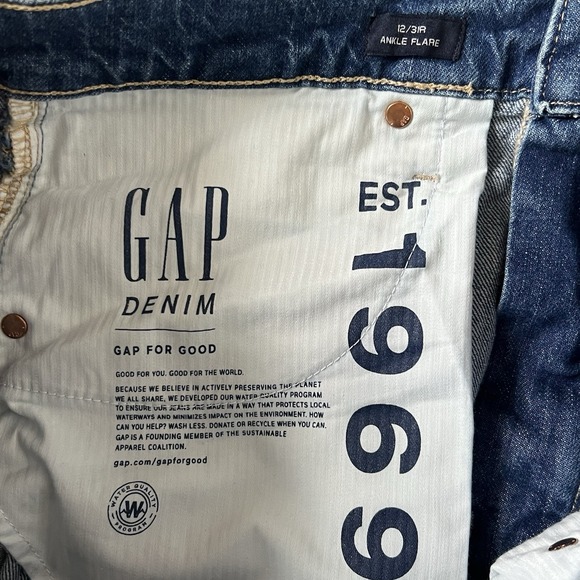 12/31R
ANKLE FLARE
GAP
DENIM
GAP FOR GOOD
GOOD FOR YOU. GOOD FOR THE WORLD.
BECAUSE WE BELIEVE IN ACTIVELY PRESERVING THE PLANET
WE ALL SHARE, WE DEVELOPED OUR WATER QUALITY PROGRAM
TO ENSURE OUR JEANS ARE MADE IN A WAY THAT PROTECTS LOCAL
WATERWAYS AND MINIMIZES IMPACT ON THE ENVIRONMENT. HOW
CAN YOU HELP? WASH LESS. DONATE OR RECYCLE WHEN YOU CAN.
GAP IS A FOUNDING MEMBER OF THE SUSTAINABLE
APPAREL COALITION.
gap.com/gapforgood
WATER QUALITY
W
PROGRAM
EST.
1969